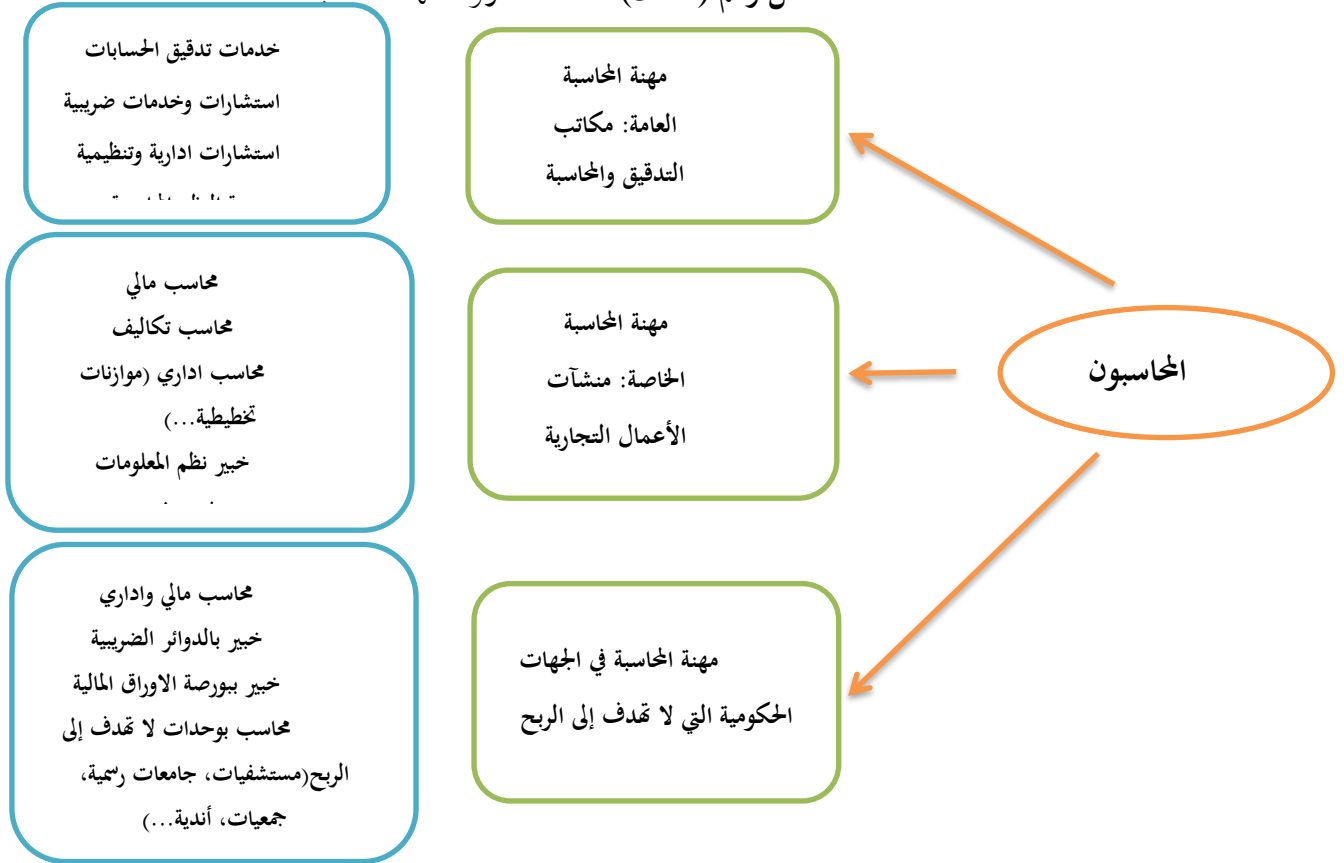 المحاسبون
مهنة المحاسبة
العامة: مكاتب
التدقيق والمحاسبة
خدمات تدقيق الحسابات
استشارات وخدمات ضريبية
استشارات ادارية وتنظيمية
مهنة المحاسبة
الخاصة: منشآت
الأعمال التجارية
محاسب مالي
محاسب تكاليف
محاسب اداري (موازنات
تخطيطية...)
خبير نظم المعلومات
مهنة المحاسبة في الجهات
الحكومية التي لا تهدف إلى الربح
محاسب مالي واداري
خبير بالدوائر الضريبية
خبير ببورصة الاوراق المالية
محاسب بوحدات لا تهدف إلى
الربح(مستشفيات، جامعات رسمية،
جمعيات، أندية...)